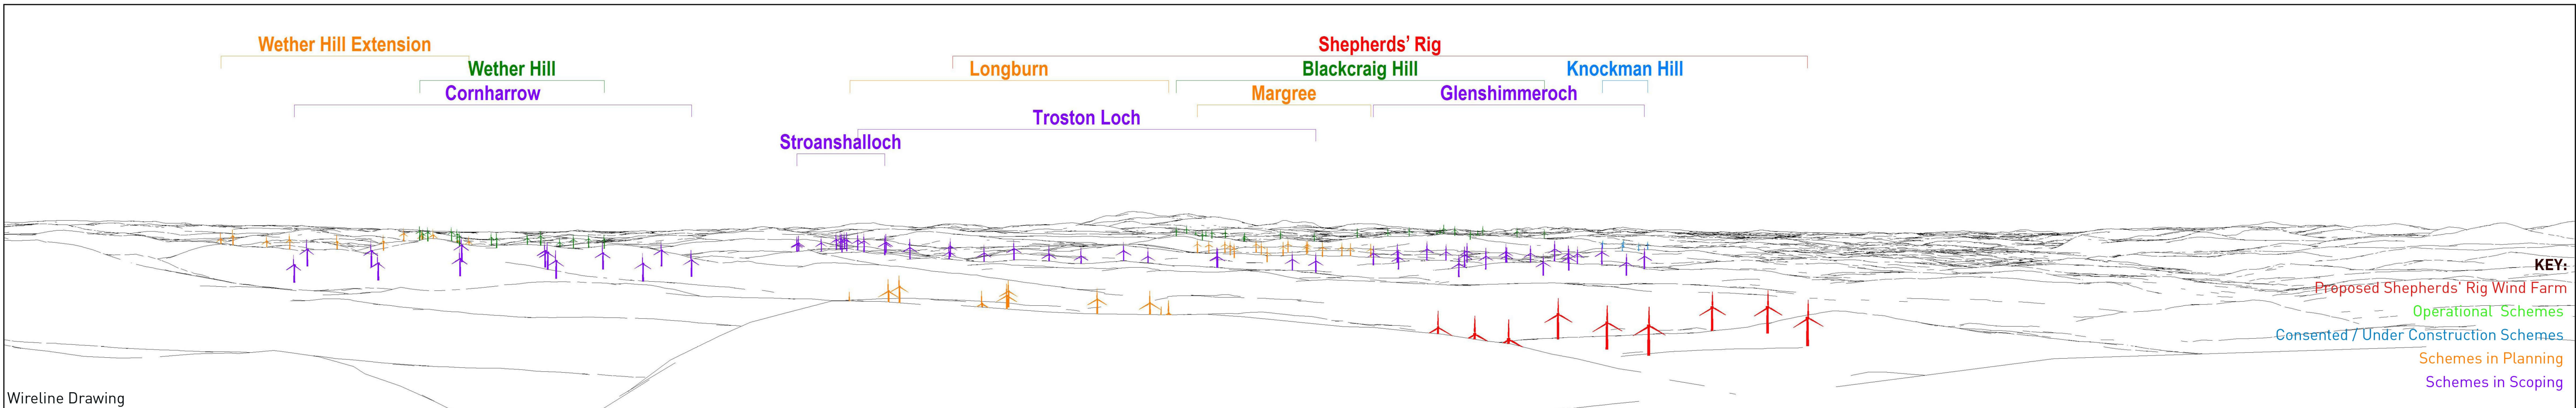 Wether Hill Extension
Shepherds’ Rig
Wether Hill
Longburn
Blackcraig Hill
Knockman Hill
Cornharrow
Margree
Glenshimmeroch
Troston Loch
Stroanshalloch
KEY:
Proposed Shepherds' Rig Wind Farm
Operational Schemes
Consented / Under Construction Schemes
Schemes in Planning
Schemes in Scoping
Wireline Drawing